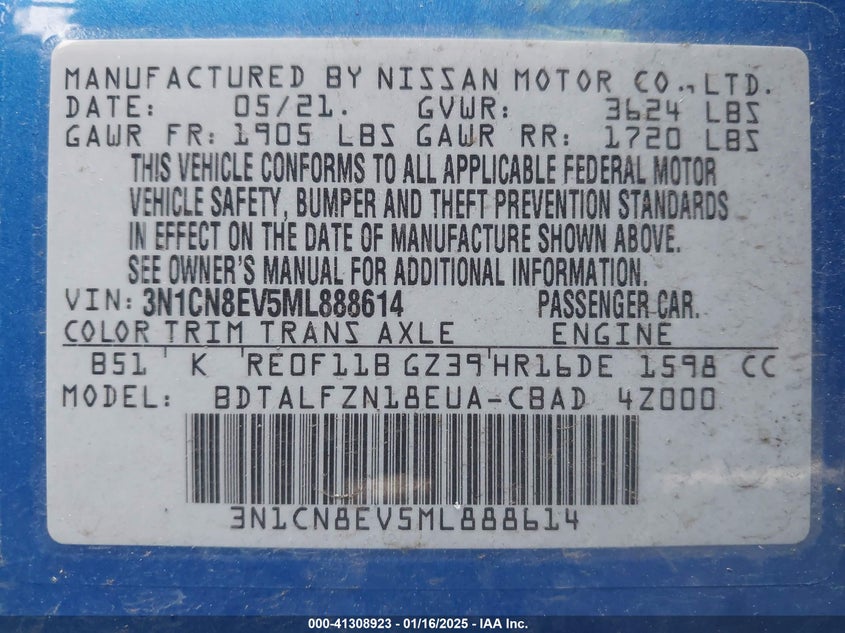 MANUFACTURED BY NISSAN MOTOR CO., LTD.
DATE: 05/21. GVWR: 3624 LBS
GAWR FR: 1905 LBS GAWR RR: 1720 LBS
THIS VEHICLE CONFORMS TO ALL APPLICABLE FEDERAL MOTOR
VEHICLE SAFETY, BUMPER AND THEFT PREVENTION STANDARDS
IN EFFECT ON THE DATE OF MANUFACTURE SHOWN ABOVE.
SEE OWNER'S MANUAL FOR ADDITIONAL INFORMATION.
VIN: 3N1CN8EV5ML888614 PASSENGER CAR.
COLOR TRIM TRANS AXLE ENGINE
B51 K RE0F11B GZ39 HR16DE 1598 CC
MODEL: BDTALFZN18EUA-CBAD 4Z000
3N1CN8EV5ML888614
000-41308923 - 01/16/2025 - IAA Inc.